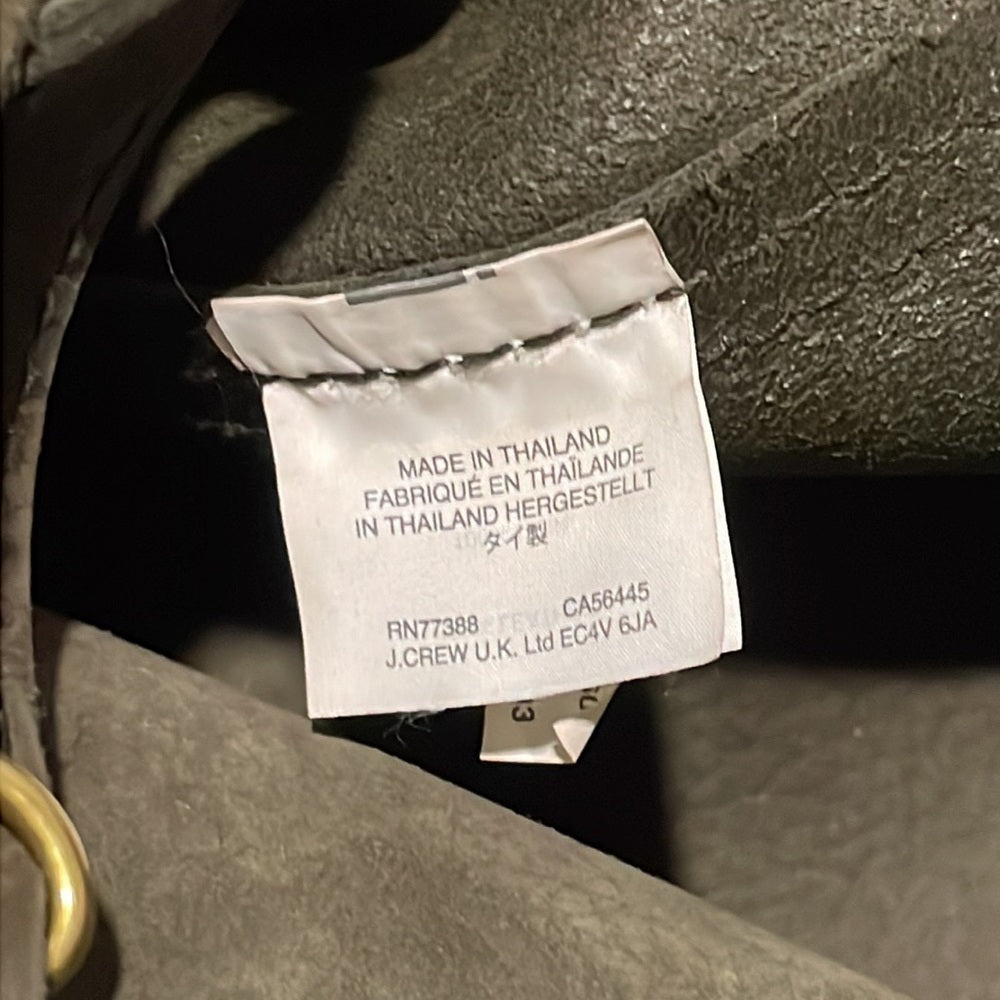 MADE IN THAILAND
FABRIQUÉ EN THAÏLANDE
IN THAILAND HERGESTELLT
タイ製
RN77388 CA56445
J.CREW U.K. Ltd EC4V 6JA